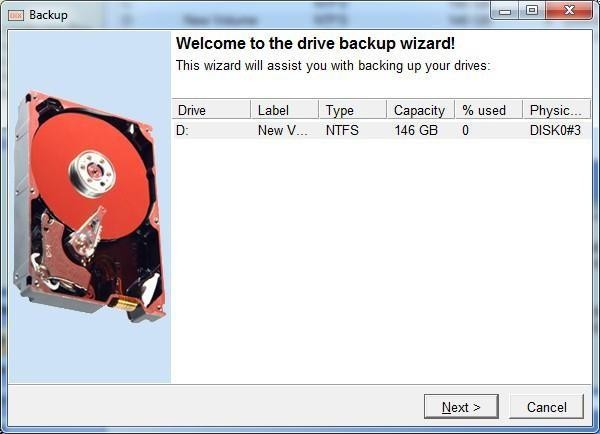 Backup
Welcome to the drive backup wizard!
This wizard will assist you with backing up your drives:
Drive Label Type Capacity % used Physic...
D: New V... NTFS 146 GB 0 DISK0#3
Next > Cancel